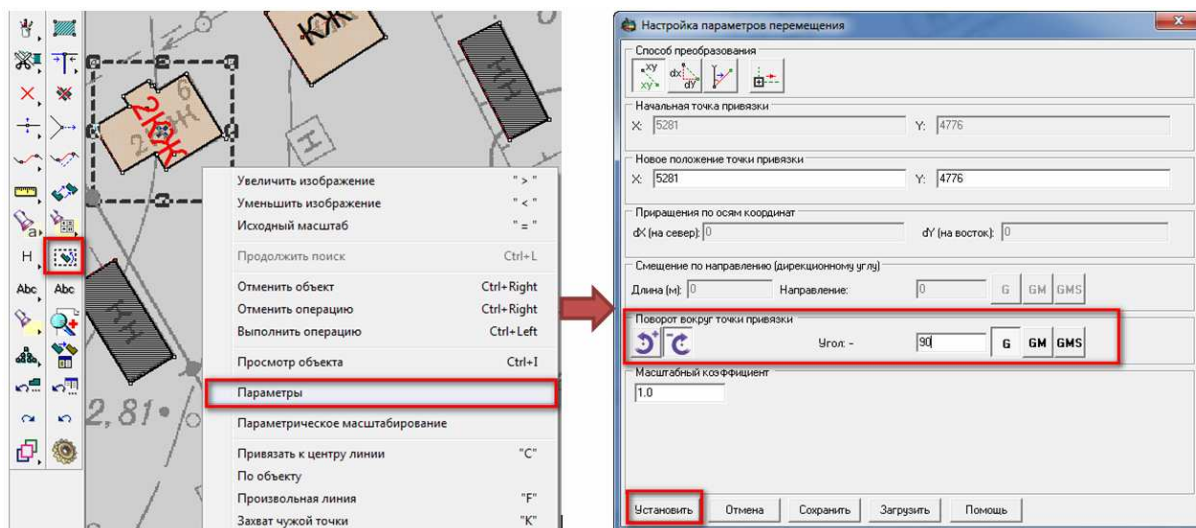 КЖ
КН
6
2КЖ
2КЖ
Н
Увеличить изображение " > "
Уменьшить изображение " < "
Исходный масштаб " = "
Продолжить поиск Ctrl+L
Отменить объект Ctrl+Right
Отменить операцию Ctrl+Right
Выполнить операцию Ctrl+Left
Просмотр объекта Ctrl+I
Параметры
Параметрическое масштабирование
Привязать к центру линии "C"
По объекту
Произвольная линия "F"
Захват чужой точки "K"
a
H
Abc Abc
КН
2,81
Настройка параметров перемещения
Способ преобразования
xy xy' dx dy
Начальная точка привязки
X: 5281 Y: 4776
Новое положение точки привязки
X: 5281 Y: 4776
Приращения по осям координат
dX (на север): 0 dY (на восток): 0
Смещение по направлению (дирекционному углу)
Длина (м): 0 Направление: 0 G GM GMS
Поворот вокруг точки привязки
Угол: - 90 G GM GMS
Масштабный коэффициент
1.0
Установить Отмена Сохранить Загрузить Помощь